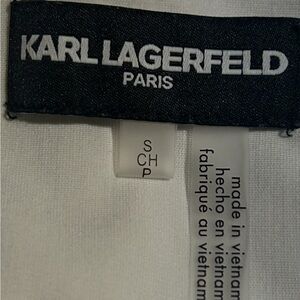 KARL LAGERFELD
PARIS
S
CH
P
made in vietnam
hecho en vietnam
fabriqué au vietnam